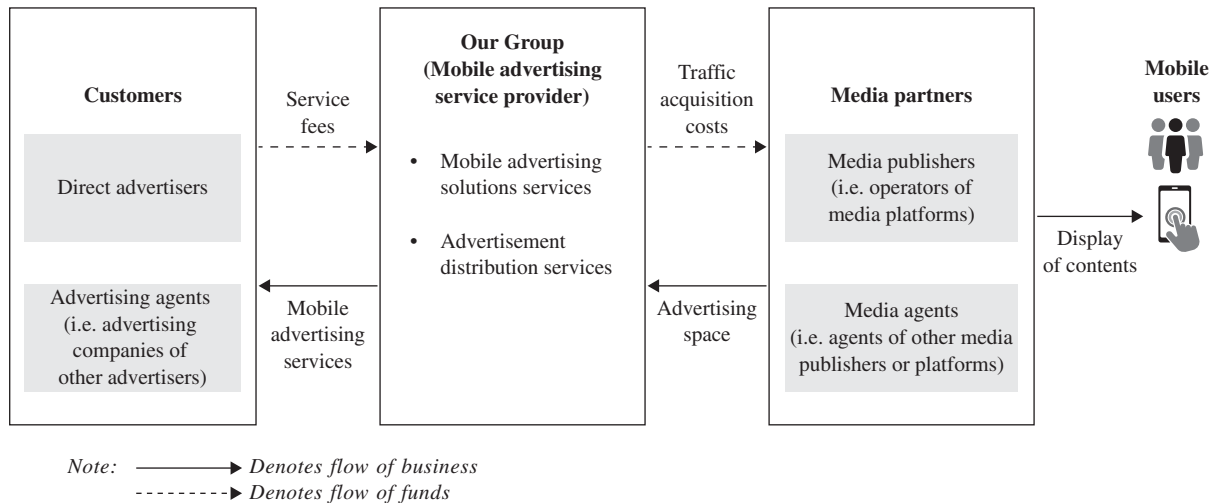 Customers
Direct advertisers
Advertising agents
(i.e. advertising
companies of
other advertisers)
Service
fees
Mobile
advertising
services
Our Group
(Mobile advertising
service provider)
• Mobile advertising
solutions services
• Advertisement
distribution services
Traffic
acquisition
costs
Advertising
space
Media partners
Media publishers
(i.e. operators of
media platforms)
Media agents
(i.e. agents of other media
publishers or platforms)
Display
of contents
Mobile
users
Note: Denotes flow of business
Denotes flow of funds